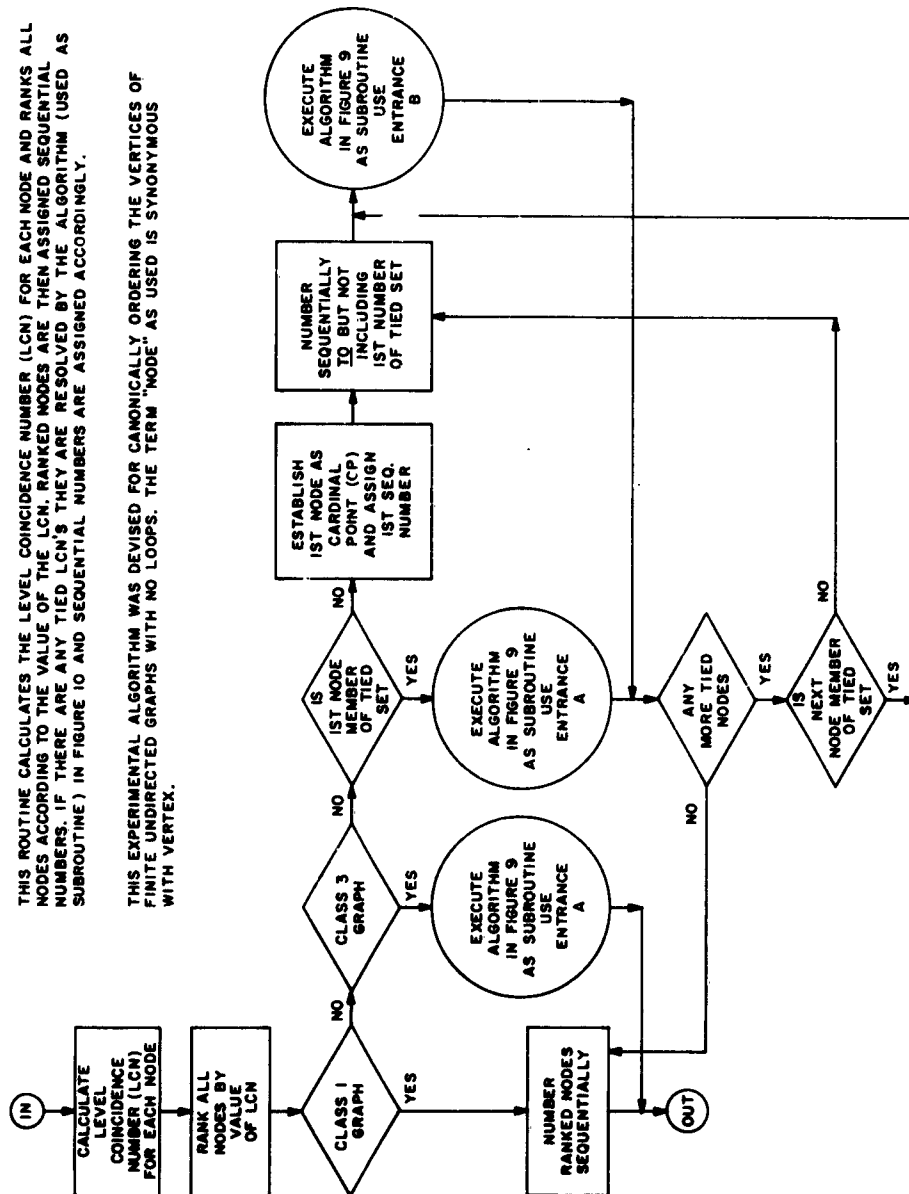 THIS ROUTINE CALCULATES THE LEVEL COINCIDENCE NUMBER (LCN) FOR EACH NODE AND RANKS ALL
NODES ACCORDING TO THE VALUE OF THE LCN. RANKED NODES ARE THEN ASSIGNED SEQUENTIAL
NUMBERS. IF THERE ARE ANY TIED LCN'S THEY ARE RESOLVED BY THE ALGORITHM (USED AS
SUBROUTINE) IN FIGURE 10 AND SEQUENTIAL NUMBERS ARE ASSIGNED ACCORDINGLY.
THIS EXPERIMENTAL ALGORITHM WAS DEVISED FOR CANONICALLY ORDERING THE VERTICES OF
FINITE UNDIRECTED GRAPHS WITH NO LOOPS. THE TERM "NODE" AS USED IS SYNONYMOUS
WITH VERTEX.
IN
CALCULATE
LEVEL
COINCIDENCE
NUMBER (LCN)
FOR EACH NODE
RANK ALL
NODES BY
VALUE
OF LCN
CLASS 1
GRAPH
NO
YES
CLASS 3
GRAPH
NO
YES
IS
1ST NODE
MEMBER
OF TIED
SET
NO
YES
ESTABLISH
1ST NODE AS
CARDINAL
POINT (CP)
AND ASSIGN
1ST SEQ.
NUMBER
NUMBER
SEQUENTIALLY
TO BUT NOT
INCLUDING
1ST NUMBER
OF TIED SET
EXECUTE
ALGORITHM
IN FIGURE 9
AS SUBROUTINE
USE
ENTRANCE
B
EXECUTE
ALGORITHM
IN FIGURE 9
AS SUBROUTINE
USE
ENTRANCE
A
EXECUTE
ALGORITHM
IN FIGURE 9
AS SUBROUTINE
USE
ENTRANCE
A
ANY
MORE TIED
NODES
NO
YES
IS
NEXT
NODE MEMBER
OF TIED
SET
NO
YES
NUMBER
RANKED NODES
SEQUENTIALLY
OUT